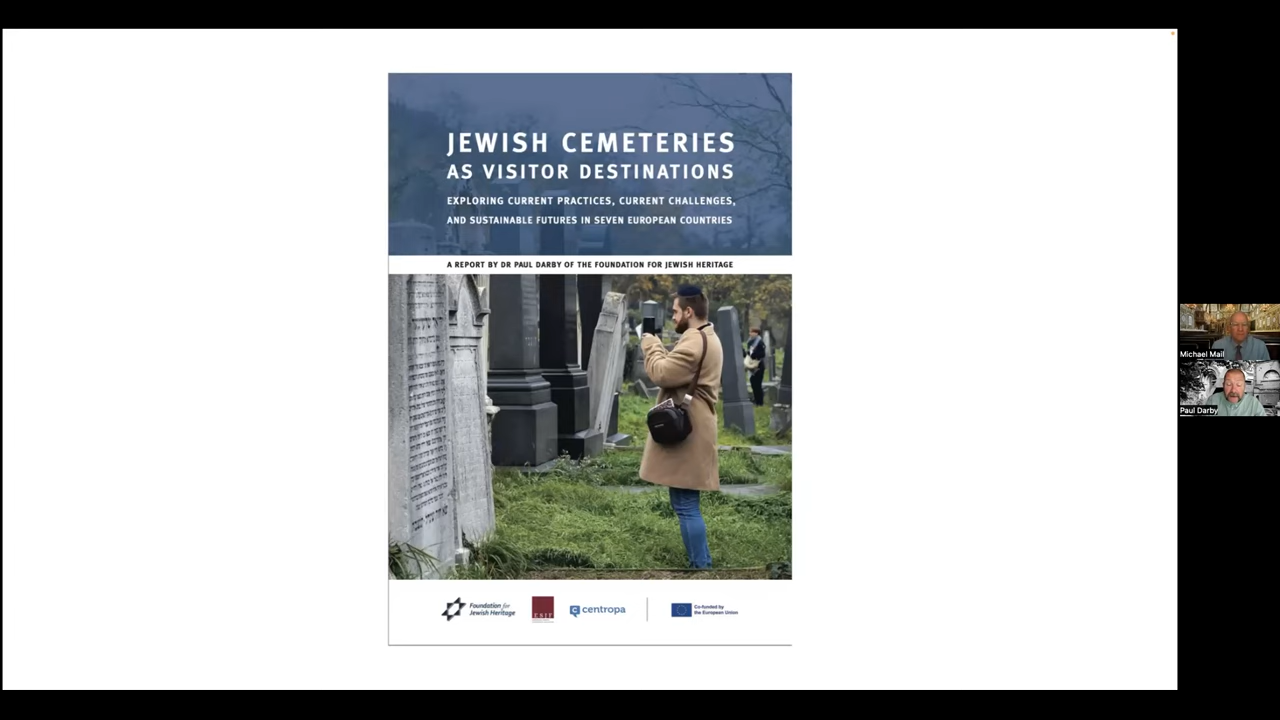 JEWISH CEMETERIES
AS VISITOR DESTINATIONS
EXPLORING CURRENT PRACTICES, CURRENT CHALLENGES,
AND SUSTAINABLE FUTURES IN SEVEN EUROPEAN COUNTRIES
A REPORT BY DR PAUL DARBY OF THE FOUNDATION FOR JEWISH HERITAGE
Foundation for
Jewish Heritage
ESJF
centropa
Co-funded by
the European Union
Michael Mail
Paul Darby